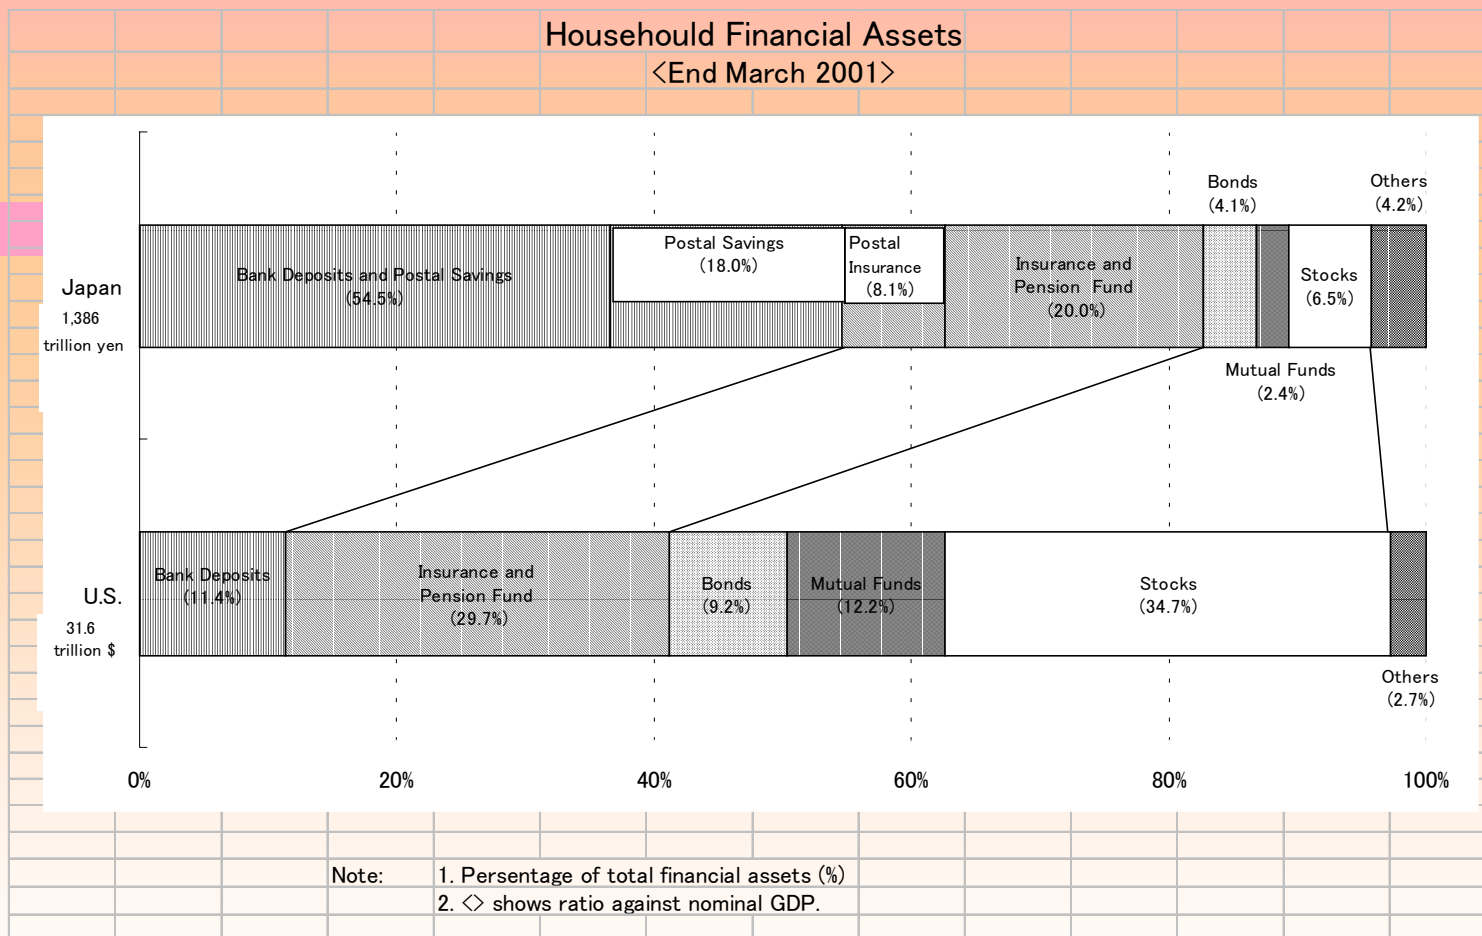 Househould Financial Assets
<End March 2001>
Bonds
(4.1%)
Others
(4.2%)
Japan
1,386
trillion yen
Bank Deposits and Postal Savings
(54.5%)
Postal Savings
(18.0%)
Postal
Insurance
(8.1%)
Insurance and
Pension Fund
(20.0%)
Stocks
(6.5%)
Mutual Funds
(2.4%)
U.S.
31.6
trillion $
Bank Deposits
(11.4%)
Insurance and
Pension Fund
(29.7%)
Bonds
(9.2%)
Mutual Funds
(12.2%)
Stocks
(34.7%)
Others
(2.7%)
0% 20% 40% 60% 80% 100%
Note: 1. Persentage of total financial assets (%)
2. <> shows ratio against nominal GDP.